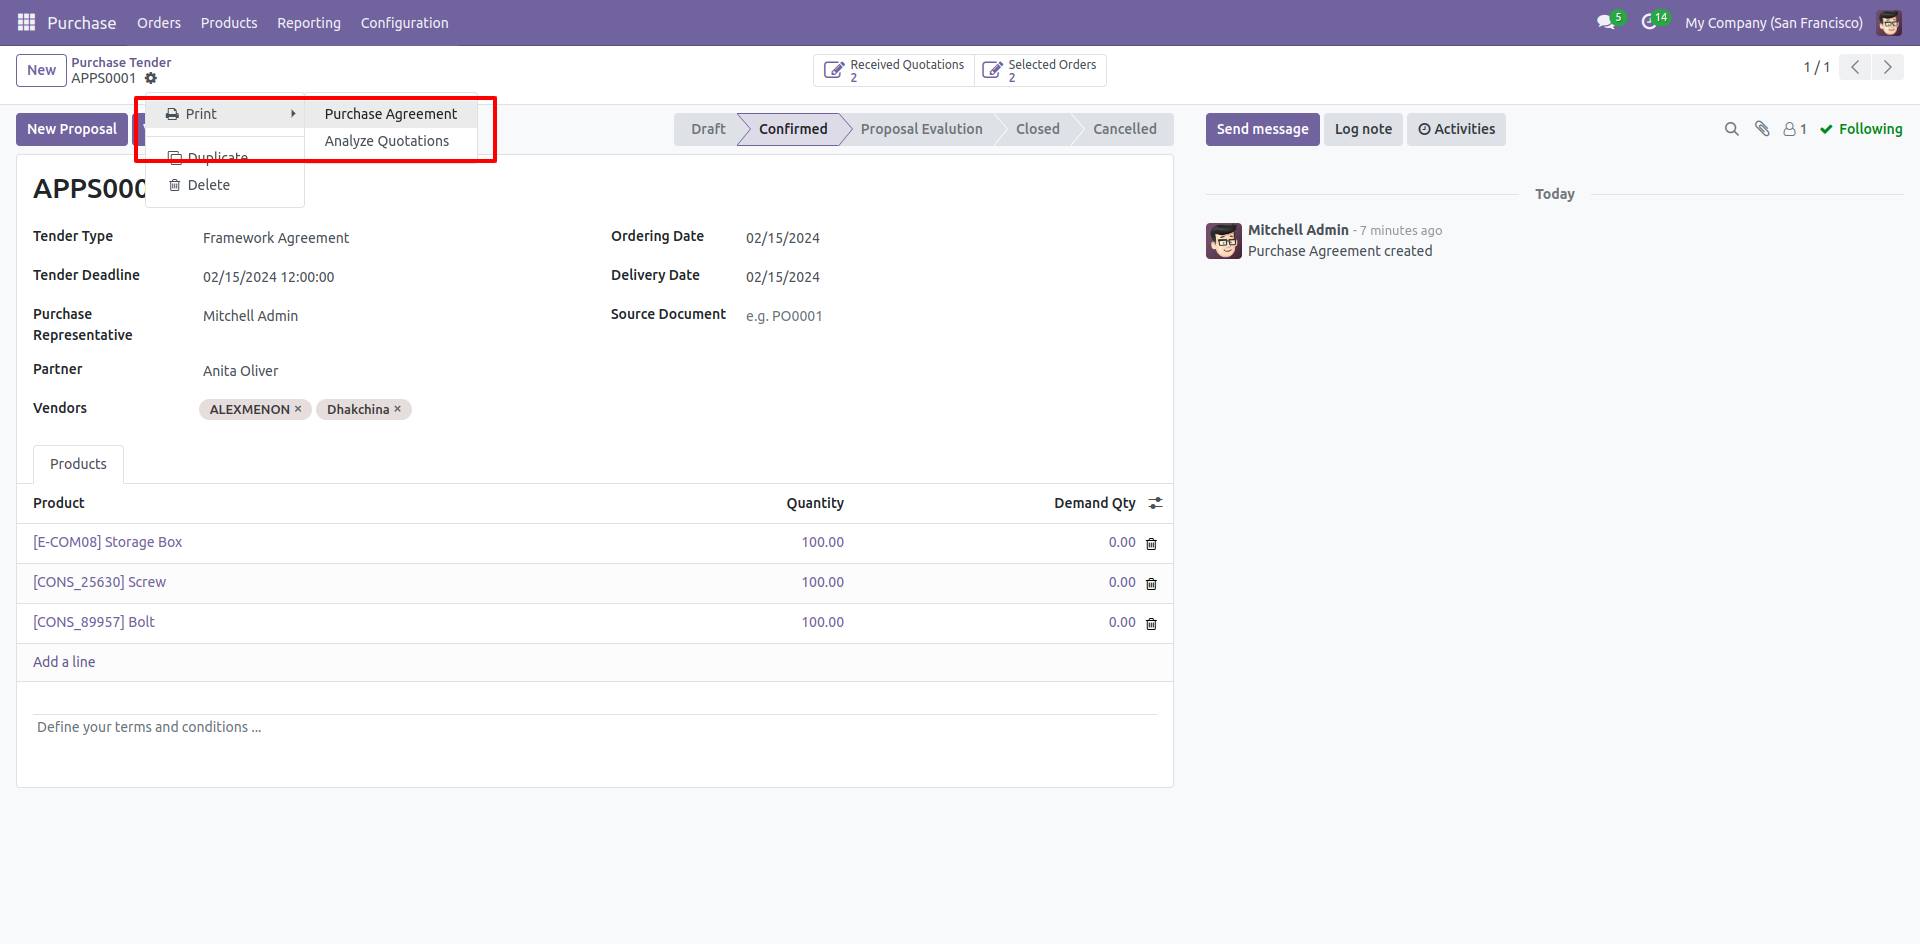 Purchase Orders Products Reporting Configuration 5 14 My Company (San Francisco)
New Purchase Tender
APPS0001
Received Quotations
2
Selected Orders
2
1 / 1
Print Purchase Agreement
Analyze Quotations
Duplicate
Delete
New Proposal
Draft Confirmed Proposal Evalution Closed Cancelled
Send message Log note Activities 1 Following
APPS000
Tender Type Framework Agreement
Ordering Date 02/15/2024
Tender Deadline 02/15/2024 12:00:00
Delivery Date 02/15/2024
Purchase Representative Mitchell Admin
Source Document e.g. PO0001
Partner Anita Oliver
Vendors ALEXMENON × Dhakchina ×
Products
Product Quantity Demand Qty
[E-COM08] Storage Box 100.00 0.00
[CONS_25630] Screw 100.00 0.00
[CONS_89957] Bolt 100.00 0.00
Add a line
Define your terms and conditions ...
Today
Mitchell Admin - 7 minutes ago
Purchase Agreement created